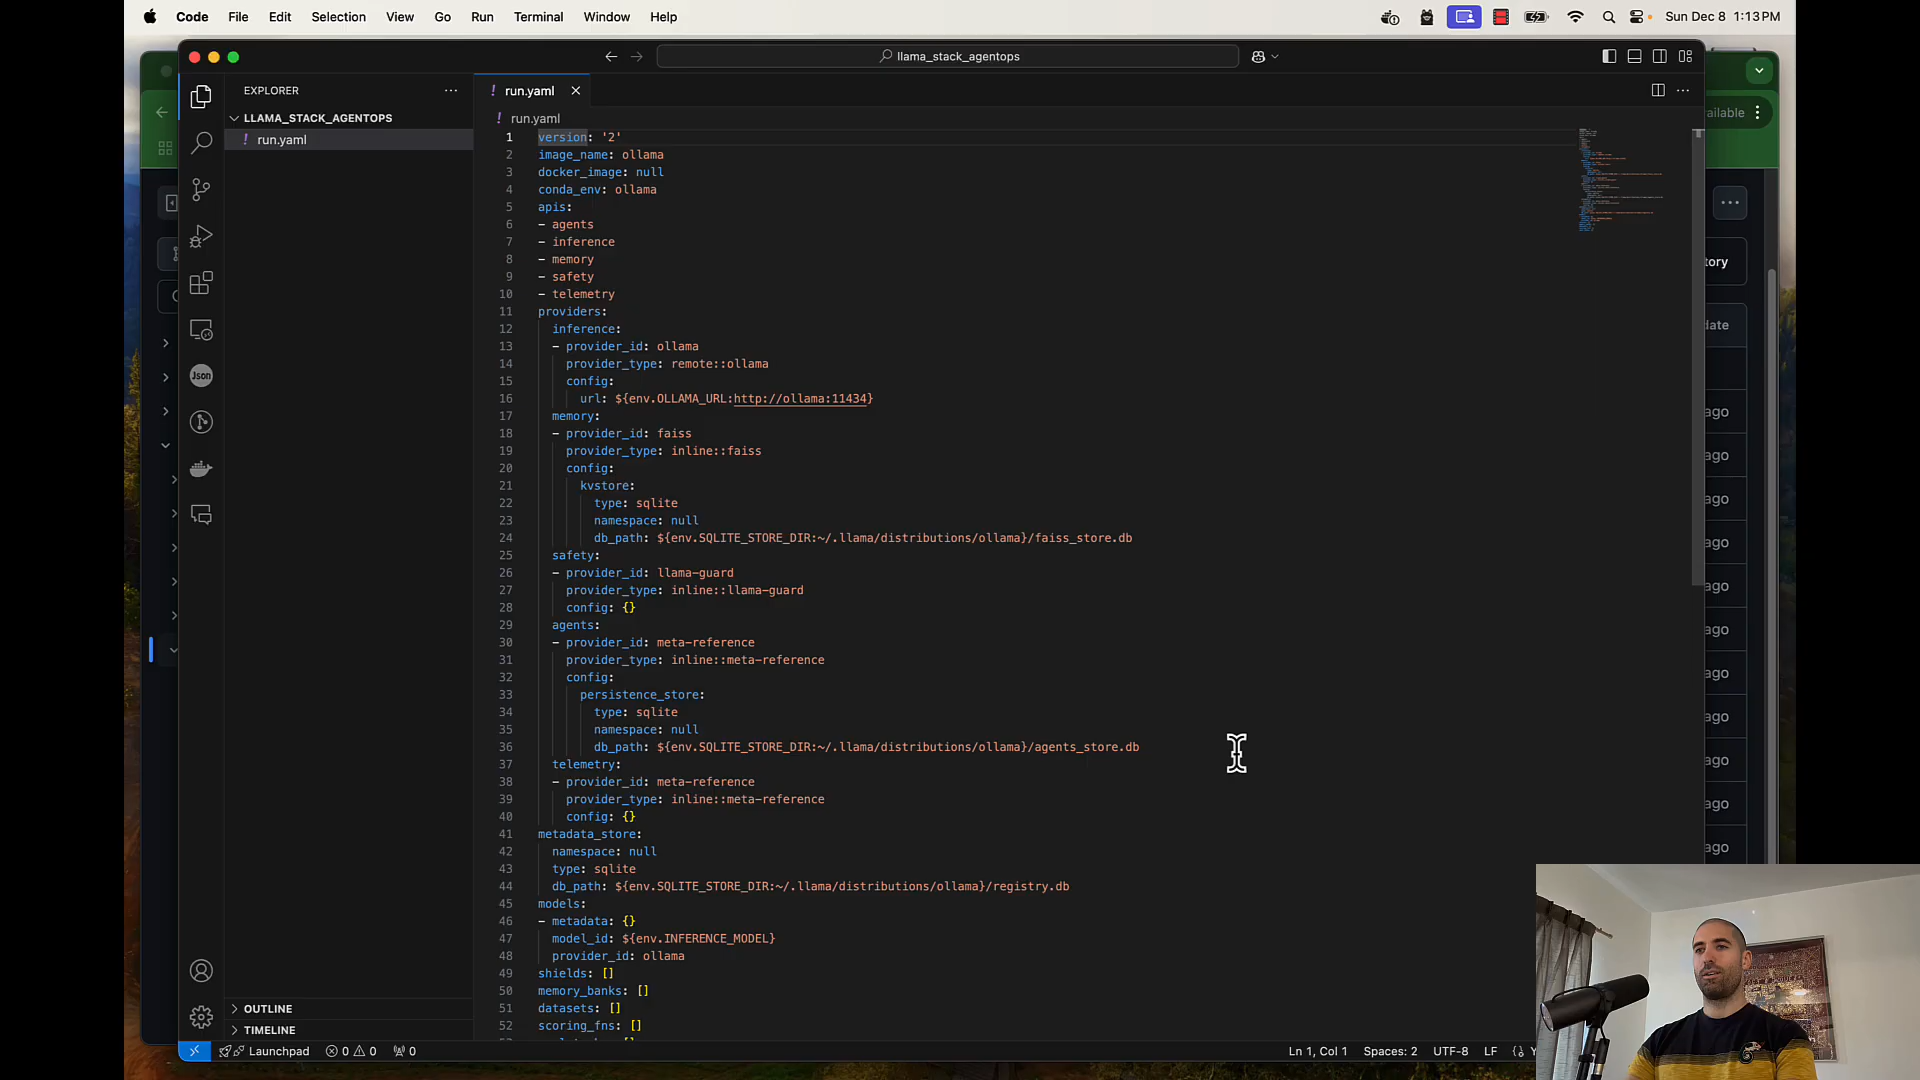 Code File Edit Selection View Go Run Terminal Window Help
Sun Dec 8 1:13 PM
llama_stack_agentops
EXPLORER
run.yaml
LLAMA_STACK_AGENTOPS
run.yaml
run.yaml
1 version: '2'
2 image_name: ollama
3 docker_image: null
4 conda_env: ollama
5 apis:
6 - agents
7 - inference
8 - memory
9 - safety
10 - telemetry
11 providers:
12 inference:
13 - provider_id: ollama
14 provider_type: remote::ollama
15 config:
16 url: ${env.OLLAMA_URL:http://ollama:11434}
17 memory:
18 - provider_id: faiss
19 provider_type: inline::faiss
20 config:
21 kvstore:
22 type: sqlite
23 namespace: null
24 db_path: ${env.SQLITE_STORE_DIR:~/.llama/distributions/ollama}/faiss_store.db
25 safety:
26 - provider_id: llama-guard
27 provider_type: inline::llama-guard
28 config: {}
29 agents:
30 - provider_id: meta-reference
31 provider_type: inline::meta-reference
32 config:
33 persistence_store:
34 type: sqlite
35 namespace: null
36 db_path: ${env.SQLITE_STORE_DIR:~/.llama/distributions/ollama}/agents_store.db
37 telemetry:
38 - provider_id: meta-reference
39 provider_type: inline::meta-reference
40 config: {}
41 metadata_store:
42 namespace: null
43 type: sqlite
44 db_path: ${env.SQLITE_STORE_DIR:~/.llama/distributions/ollama}/registry.db
45 models:
46 - metadata: {}
47 model_id: ${env.INFERENCE_MODEL}
48 provider_id: ollama
49 shields: []
50 memory_banks: []
51 datasets: []
52 scoring_fns: []
Json
OUTLINE
TIMELINE
Launchpad 0 0 0
Ln 1, Col 1 Spaces: 2 UTF-8 LF
ailable
tory
date
ago
ago
ago
ago
ago
ago
ago
ago
ago
ago
ago